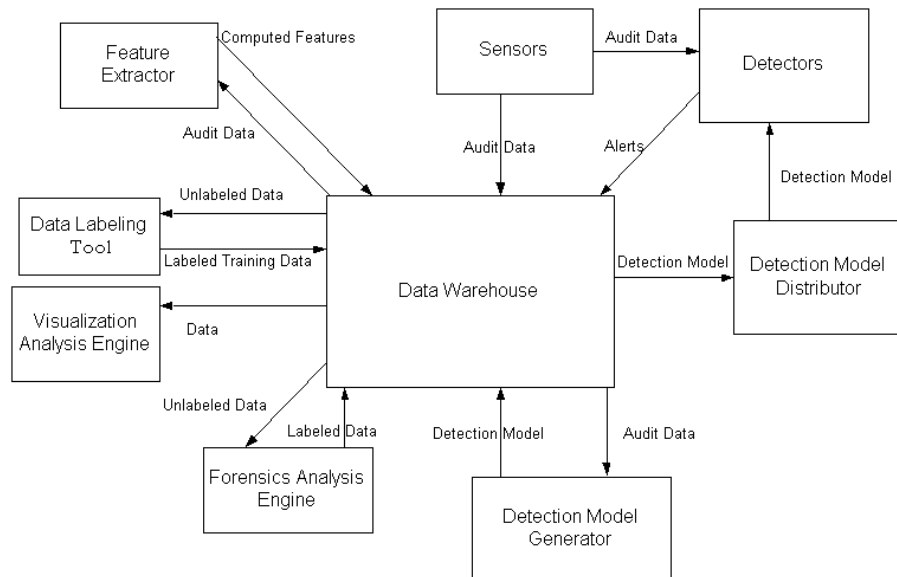 Computed Features
Feature
Extractor
Sensors
Audit Data
Detectors
Audit Data
Audit Data
Alerts
Detection Model
Unlabeled Data
Data Labeling
Tool
Labeled Training Data
Data Warehouse
Detection Model
Detection Model
Distributor
Visualization
Analysis Engine
Data
Unlabeled Data
Labeled Data
Detection Model
Audit Data
Forensics Analysis
Engine
Detection Model
Generator